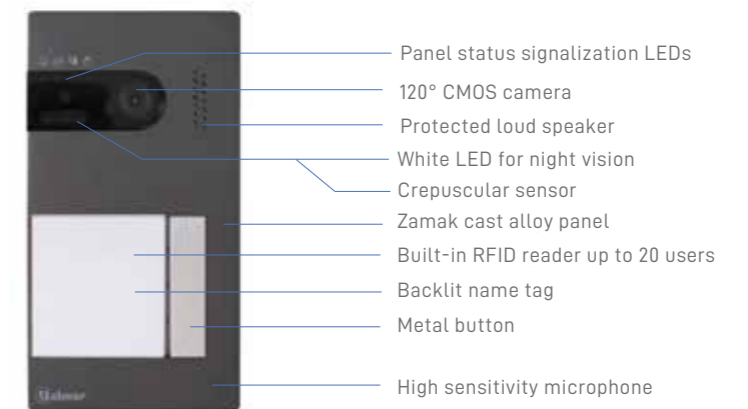 Panel status signalization LEDs
120° CMOS camera
Protected loud speaker
White LED for night vision
Crepuscular sensor
Zamak cast alloy panel
Built-in RFID reader up to 20 users
Backlit name tag
Metal button
High sensitivity microphone